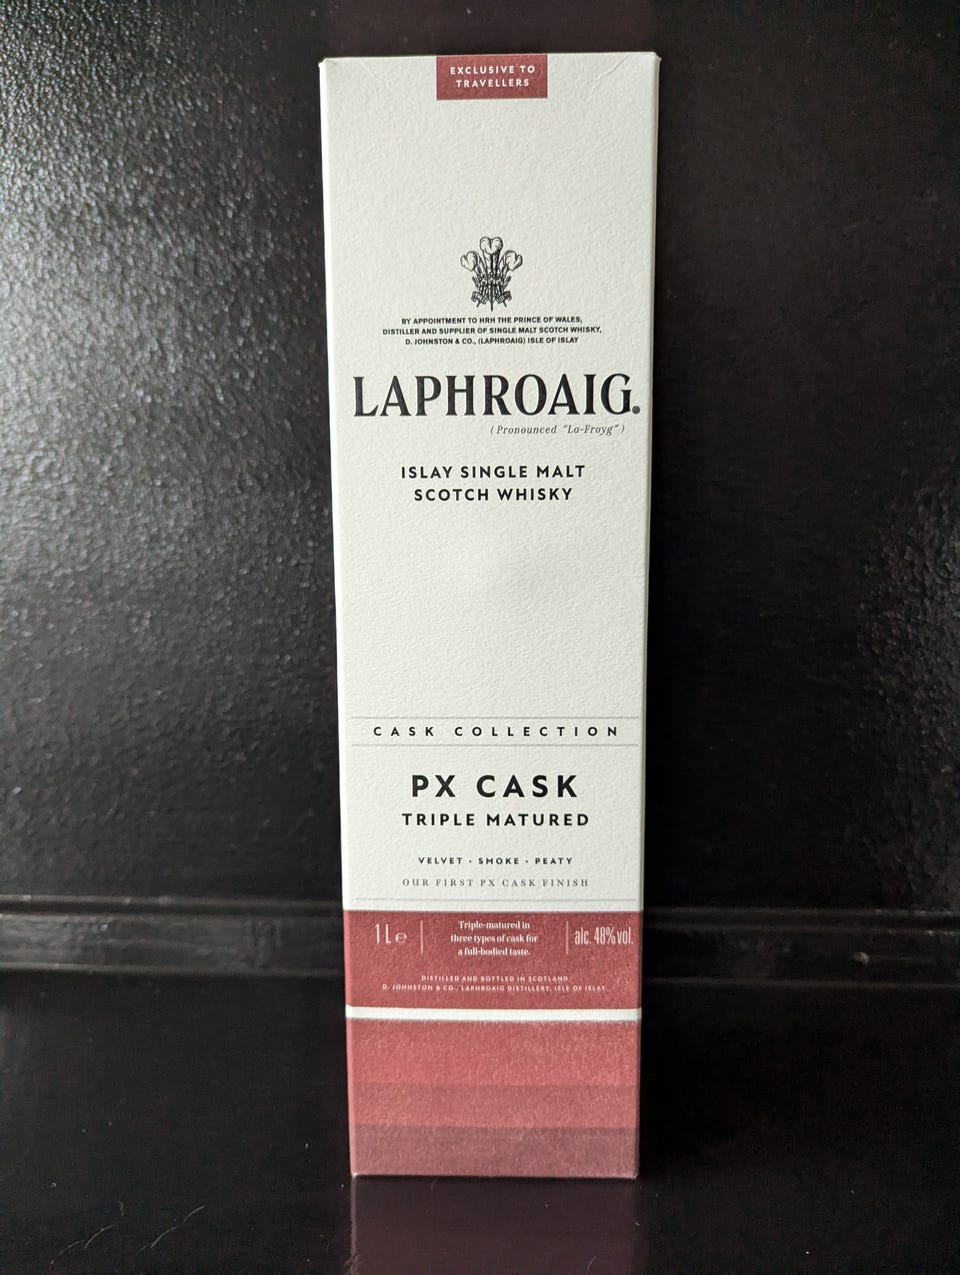 EXCLUSIVE TO
TRAVELLERS
BY APPOINTMENT TO HRH THE PRINCE OF WALES,
DISTILLER AND SUPPLIER OF SINGLE MALT SCOTCH WHISKY,
D. JOHNSTON & CO., (LAPHROAIG) ISLE OF ISLAY
LAPHROAIG®
(Pronounced "La-Froyg")
ISLAY SINGLE MALT
SCOTCH WHISKY
CASK COLLECTION
PX CASK
TRIPLE MATURED
VELVET · SMOKE · PEATY
OUR FIRST PX CASK FINISH
1L e
Triple-matured in
three types of cask for
a full-bodied taste.
alc. 48% vol.
DISTILLED AND BOTTLED IN SCOTLAND
D. JOHNSTON & CO., LAPHROAIG DISTILLERY, ISLE OF ISLAY